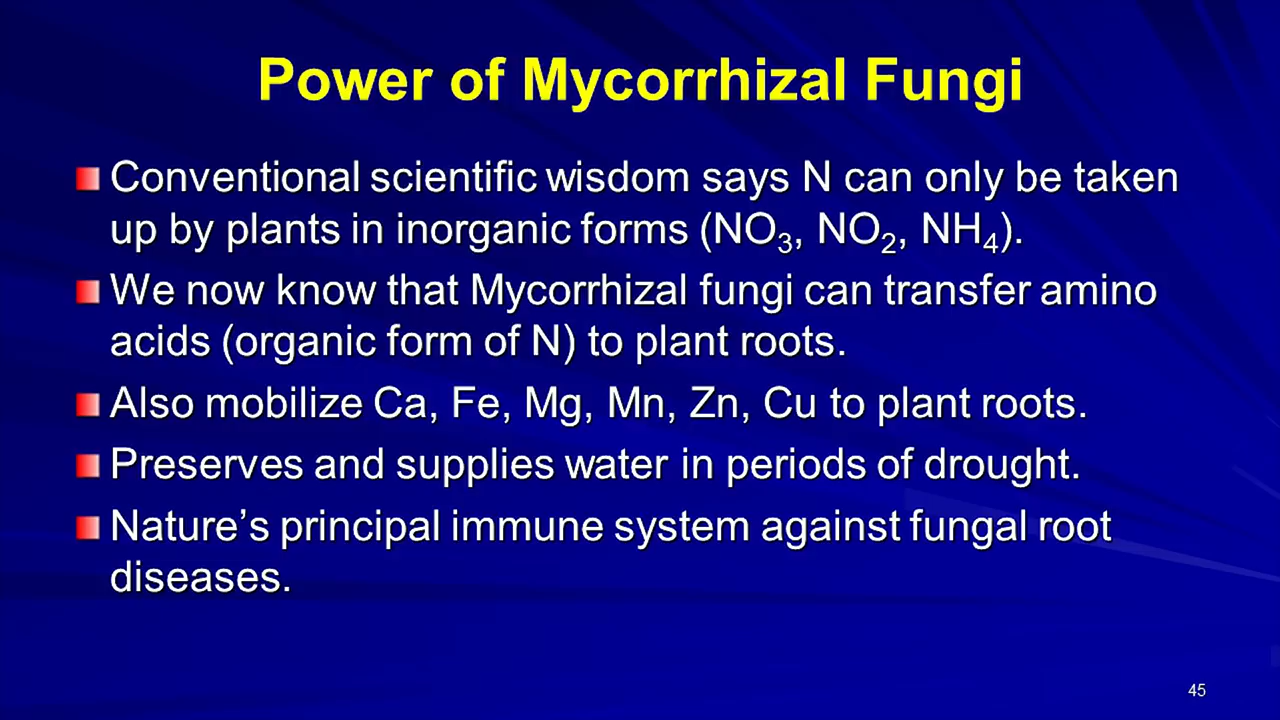 Power of Mycorrhizal Fungi
Conventional scientific wisdom says N can only be taken
up by plants in inorganic forms (NO₃, NO₂, NH₄).
We now know that Mycorrhizal fungi can transfer amino
acids (organic form of N) to plant roots.
Also mobilize Ca, Fe, Mg, Mn, Zn, Cu to plant roots.
Preserves and supplies water in periods of drought.
Nature’s principal immune system against fungal root
diseases.
45